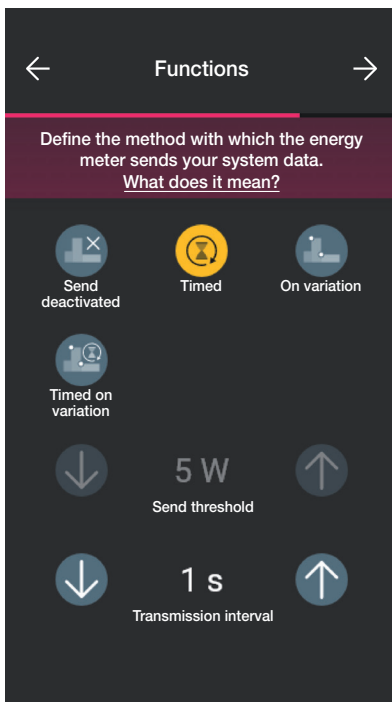 Functions
Define the method with which the energy
meter sends your system data.
What does it mean?
Send
deactivated
Timed
On variation
Timed on
variation
5 W
Send threshold
1 s
Transmission interval